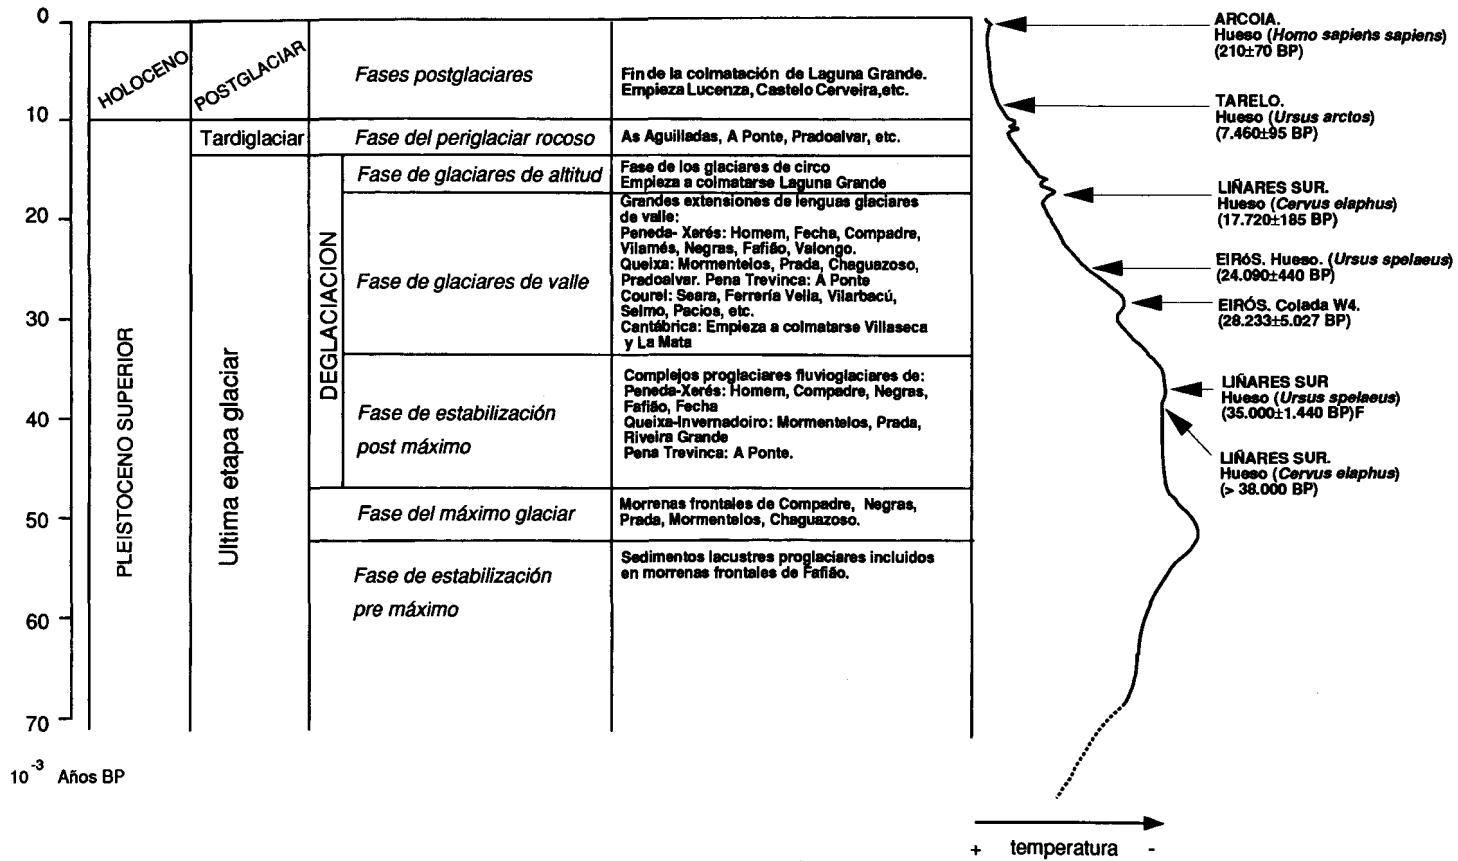 0
10
20
30
40
50
60
70
10 -3 Años BP
HOLOCENO
POSTGLACIAR
PLEISTOCENO SUPERIOR
Tardiglaciar
Ultima etapa glaciar
DEGLACIACION
Fases postglaciares
Fin de la colmatación de Laguna Grande.
Empieza Lucenza, Castelo Cerveira,etc.
Fase del periglaciar rocoso
As Aguilladas, A Ponte, Pradoalvar, etc.
Fase de glaciares de altitud
Fase de los glaciares de circo
Empieza a colmatarse Laguna Grande
Fase de glaciares de valle
Grandes extensiones de lenguas glaciares
de valle:
Peneda- Xerés: Homem, Fecha, Compadre,
Vilamés, Negras, Fafião, Valongo.
Queixa: Mormentelos, Prada, Chaguazoso,
Pradoalvar. Pena Trevinca: A Ponte
Courel: Seara, Ferrería Vella, Vilarbacú,
Selmo, Pacios, etc.
Cantábrica: Empieza a colmatarse Villaseca
y La Mata
Fase de estabilización
post máximo
Complejos proglaciares fluvioglaciares de:
Peneda-Xerés: Homem, Compadre, Negras,
Fafião, Fecha
Queixa-Invernadoiro: Mormentelos, Prada,
Riveira Grande
Pena Trevinca: A Ponte.
Fase del máximo glaciar
Morrenas frontales de Compadre, Negras,
Prada, Mormentelos, Chaguazoso.
Fase de estabilización
pre máximo
Sedimentos lacustres proglaciares incluidos
en morrenas frontales de Fafião.
ARCOIA.
Hueso (Homo sapiens sapiens)
(210±70 BP)
TARELO.
Hueso (Ursus arctos)
(7.460±95 BP)
LIÑARES SUR.
Hueso (Cervus elaphus)
(17.720±185 BP)
EIRÓS. Hueso. (Ursus spelaeus)
(24.090±440 BP)
EIRÓS. Colada W4.
(28.233±5.027 BP)
LIÑARES SUR
Hueso (Ursus spelaeus)
(35.000±1.440 BP)F
LIÑARES SUR.
Hueso (Cervus elaphus)
(> 38.000 BP)
+ temperatura -